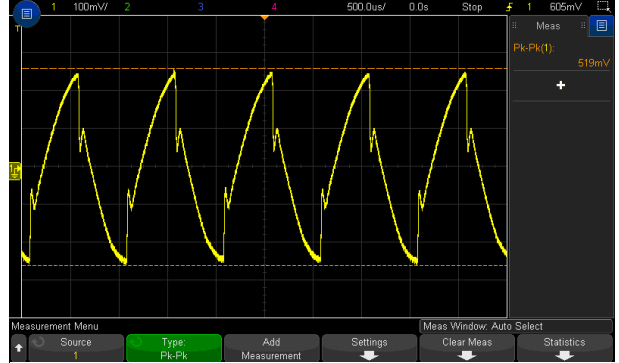 1 100mV/ 2 3 4 500.0us/ 0.0s Stop 1 605mV
T
Meas
Pk-Pk(1):
519mV
+
1
Measurement Menu
Meas Window: Auto Select
Source
1
Type:
Pk-Pk
Add
Measurement
Settings
Clear Meas
Statistics